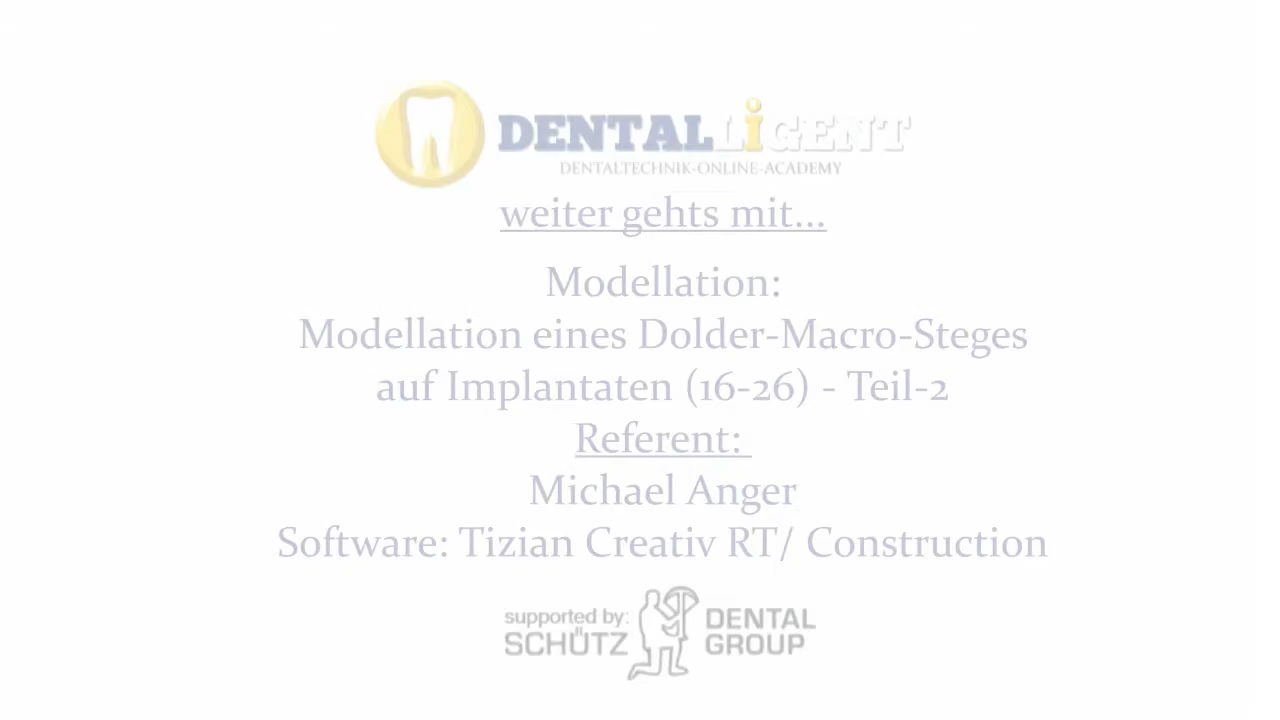 DENTALLiGENT
DENTALTECHNIK-ONLINE-ACADEMY
weiter gehts mit...
Modellation:
Modellation eines Dolder-Macro-Steges
auf Implantaten (16-26) - Teil-2
Referent:
Michael Anger
Software: Tizian Creativ RT/ Construction
supported by:
SCHÜTZ DENTAL GROUP